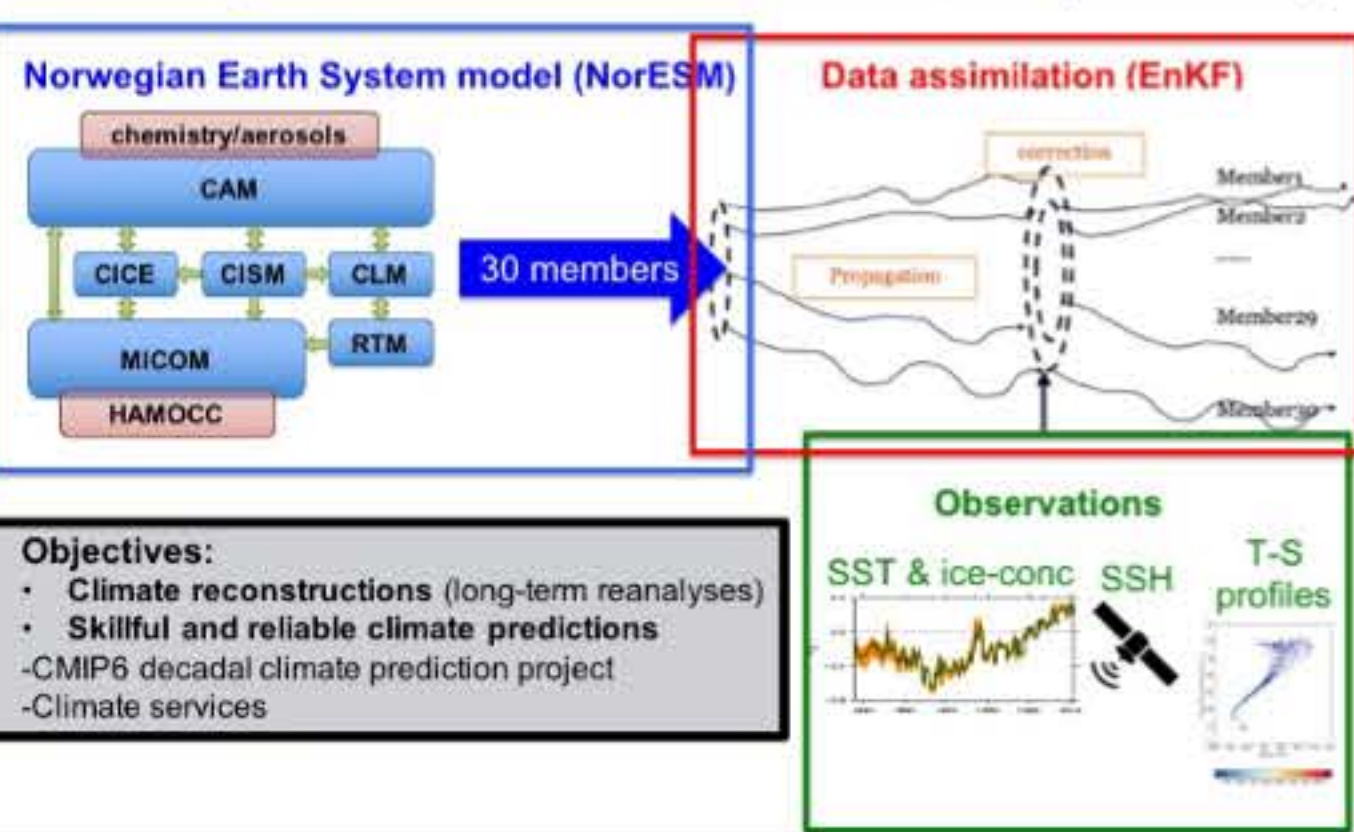 Norwegian Earth System model (NorESM)
chemistry/aerosols
CAM
CICE
CISM
CLM
MICOM
RTM
HAMOCC
30 members
Data assimilation (EnKF)
correction
Propagation
Member1
Member2
Member29
Member30
Observations
SST & ice-conc
SSH
T-S
profiles
Objectives:
• Climate reconstructions (long-term reanalyses)
• Skillful and reliable climate predictions
-CMIP6 decadal climate prediction project
-Climate services